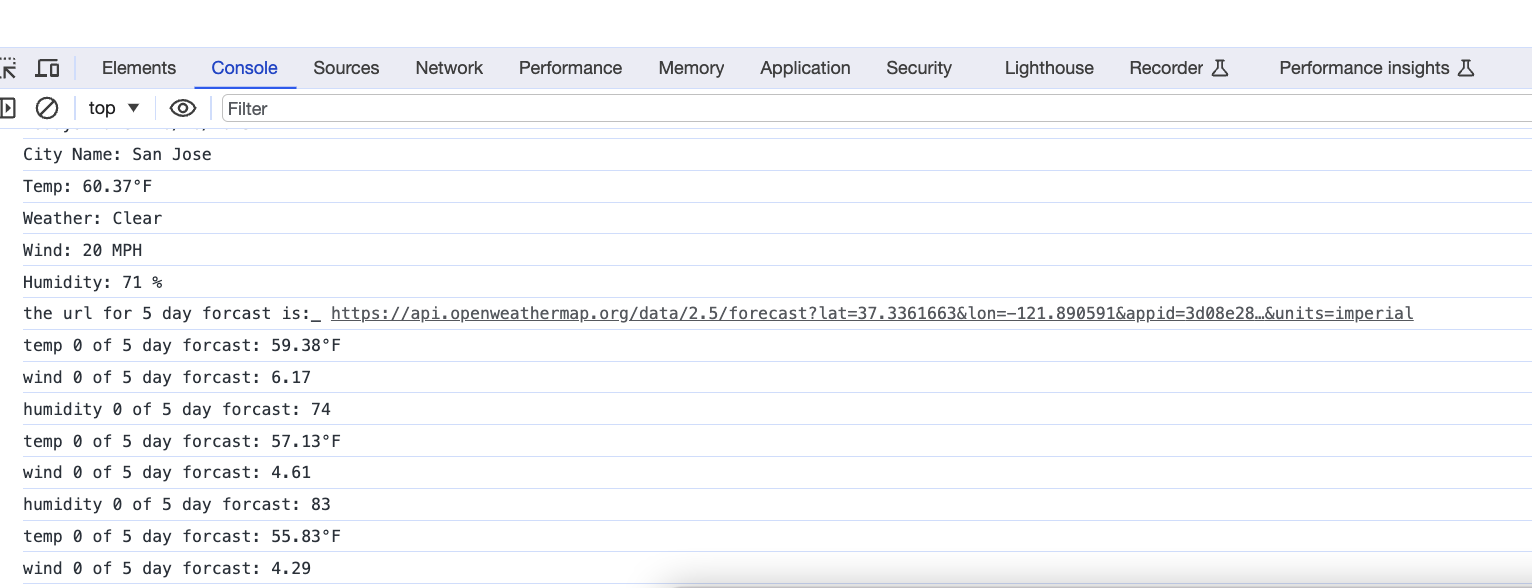 Elements Console Sources Network Performance Memory Application Security Lighthouse Recorder Performance insights
top Filter
City Name: San Jose
Temp: 60.37°F
Weather: Clear
Wind: 20 MPH
Humidity: 71 %
the url for 5 day forcast is:_ https://api.openweathermap.org/data/2.5/forecast?lat=37.3361663&lon=-121.890591&appid=3d08e28…&units=imperial
temp 0 of 5 day forcast: 59.38°F
wind 0 of 5 day forcast: 6.17
humidity 0 of 5 day forcast: 74
temp 0 of 5 day forcast: 57.13°F
wind 0 of 5 day forcast: 4.61
humidity 0 of 5 day forcast: 83
temp 0 of 5 day forcast: 55.83°F
wind 0 of 5 day forcast: 4.29